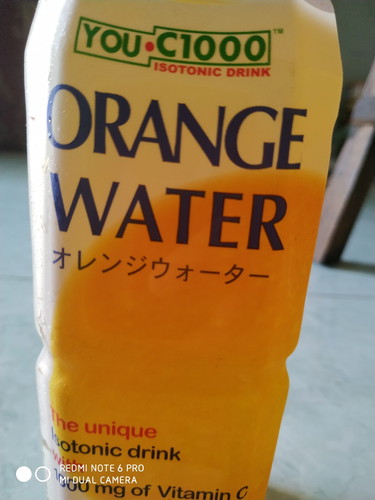 YOU•C1000™
ISOTONIC DRINK
ORANGE
WATER
オレンジウォーター
The unique
isotonic drink
with
mg of Vitamin C
REDMI NOTE 6 PRO
MI DUAL CAMERA